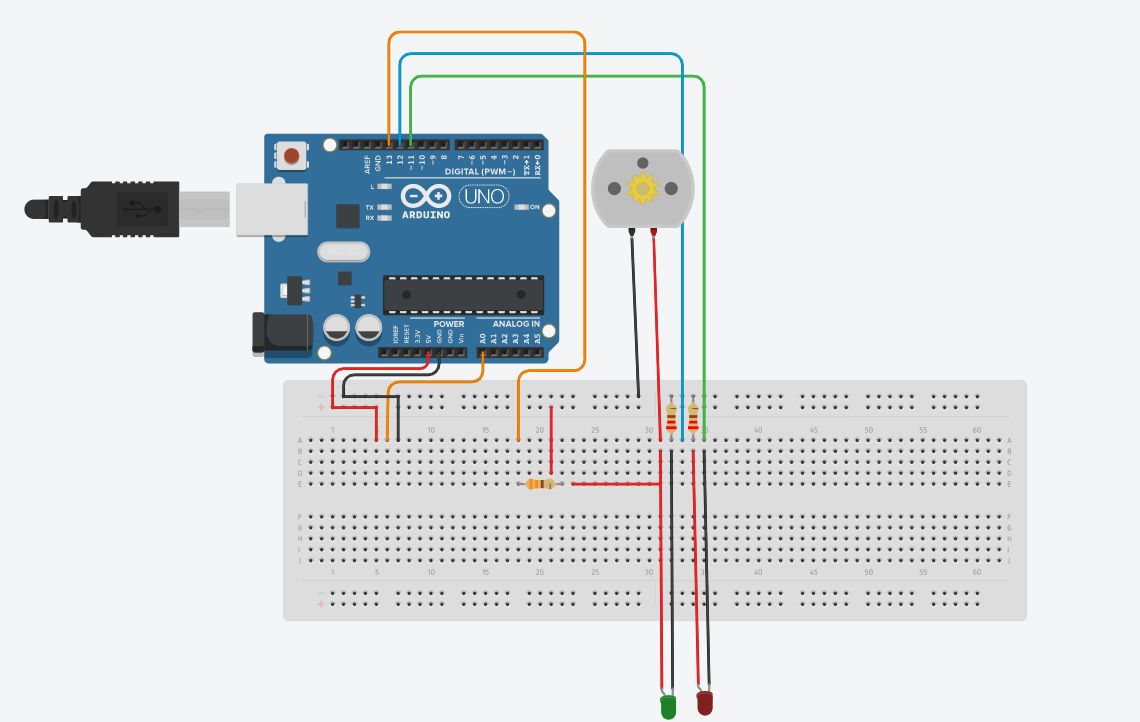 AREF
GND
13
12
~11
~10
~9
8
7
~6
~5
4
~3
2
TX→1
RX←0
DIGITAL (PWM~)
L
TX
RX
ARDUINO
UNO
ON
POWER
ANALOG IN
IOREF
RESET
3.3V
5V
GND
GND
Vin
A0
A1
A2
A3
A4
A5
1 5 10 15 20 25 30 35 40 45 50 55 60
A A
B B
C C
D D
E E
F F
G G
H H
I I
J J
1 5 10 15 20 25 30 35 40 45 50 55 60